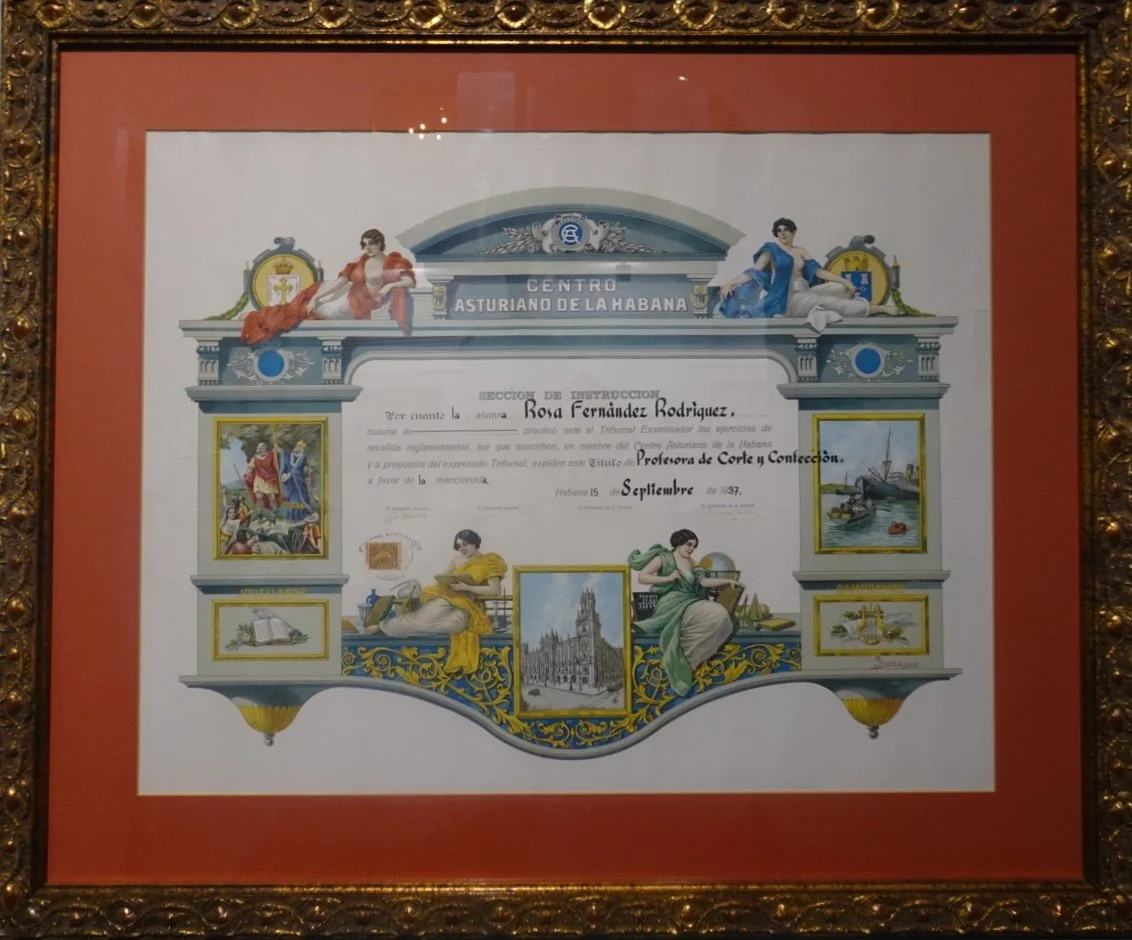 CENTRO
ASTURIANO DE LA HABANA
SECCION DE INSTRUCCION
Por cuanto la alumna Rosa Fernández Rodríguez.
natural de practicó ante el Tribunal Examinador los ejercicios de
revalida reglamentarios, los que suscriben, en nombre del Centro Asturiano de la Habana
y a propuesta del expresado Tribunal, expiden este Título de Profesora de Corte y Confección.
a favor de la mencionada,
Habana 15 de Septiembre de 1937.
JOVELLANOS
CAMPOAMOR